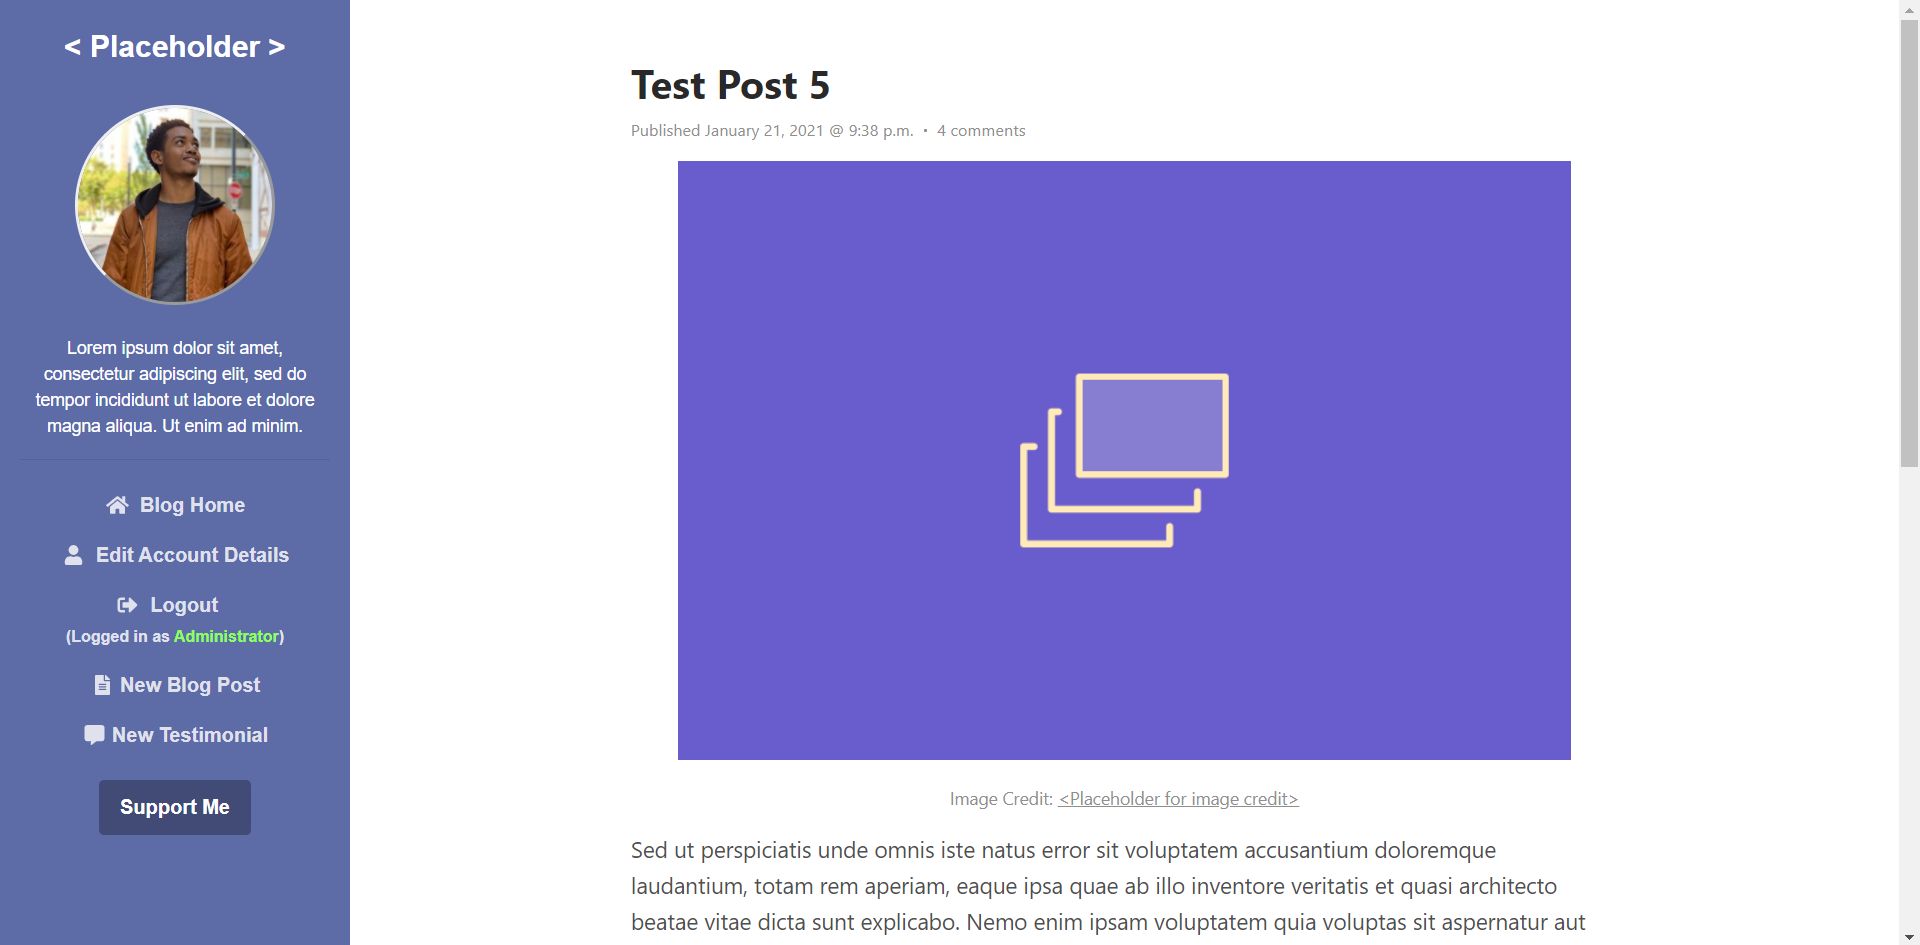 < Placeholder >
Lorem ipsum dolor sit amet,
consectetur adipiscing elit, sed do
tempor incididunt ut labore et dolore
magna aliqua. Ut enim ad minim.
Blog Home
Edit Account Details
Logout
(Logged in as Administrator)
New Blog Post
New Testimonial
Support Me
Test Post 5
Published January 21, 2021 @ 9:38 p.m. • 4 comments
Image Credit: <Placeholder for image credit>
Sed ut perspiciatis unde omnis iste natus error sit voluptatem accusantium doloremque
laudantium, totam rem aperiam, eaque ipsa quae ab illo inventore veritatis et quasi architecto
beatae vitae dicta sunt explicabo. Nemo enim ipsam voluptatem quia voluptas sit aspernatur aut